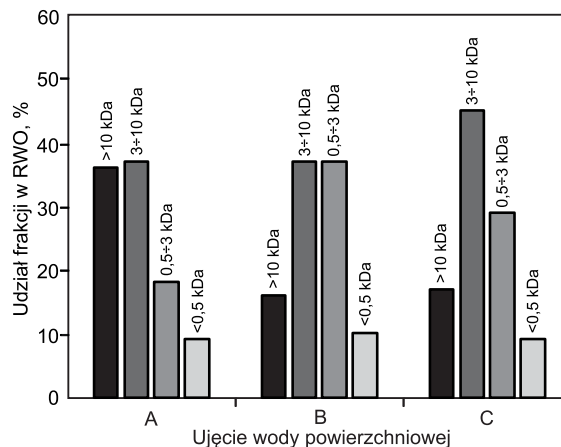 Udział frakcji w RWO, %
60
50
40
30
20
10
0
>10 kDa
3÷10 kDa
0,5÷3 kDa
<0,5 kDa
>10 kDa
3÷10 kDa
0,5÷3 kDa
<0,5 kDa
>10 kDa
3÷10 kDa
0,5÷3 kDa
<0,5 kDa
A
B
C
Ujęcie wody powierzchniowej